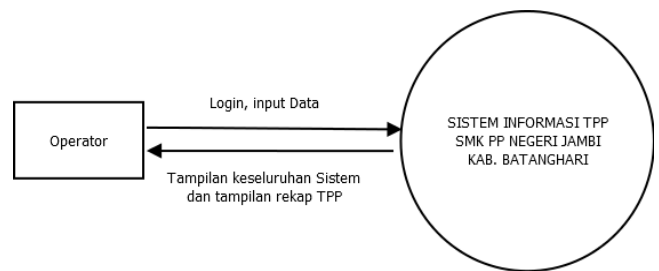 Login, input Data
Operator
SISTEM INFORMASI TPP
SMK PP NEGERI JAMBI
KAB. BATANGHARI
Tampilan keseluruhan Sistem
dan tampilan rekap TPP